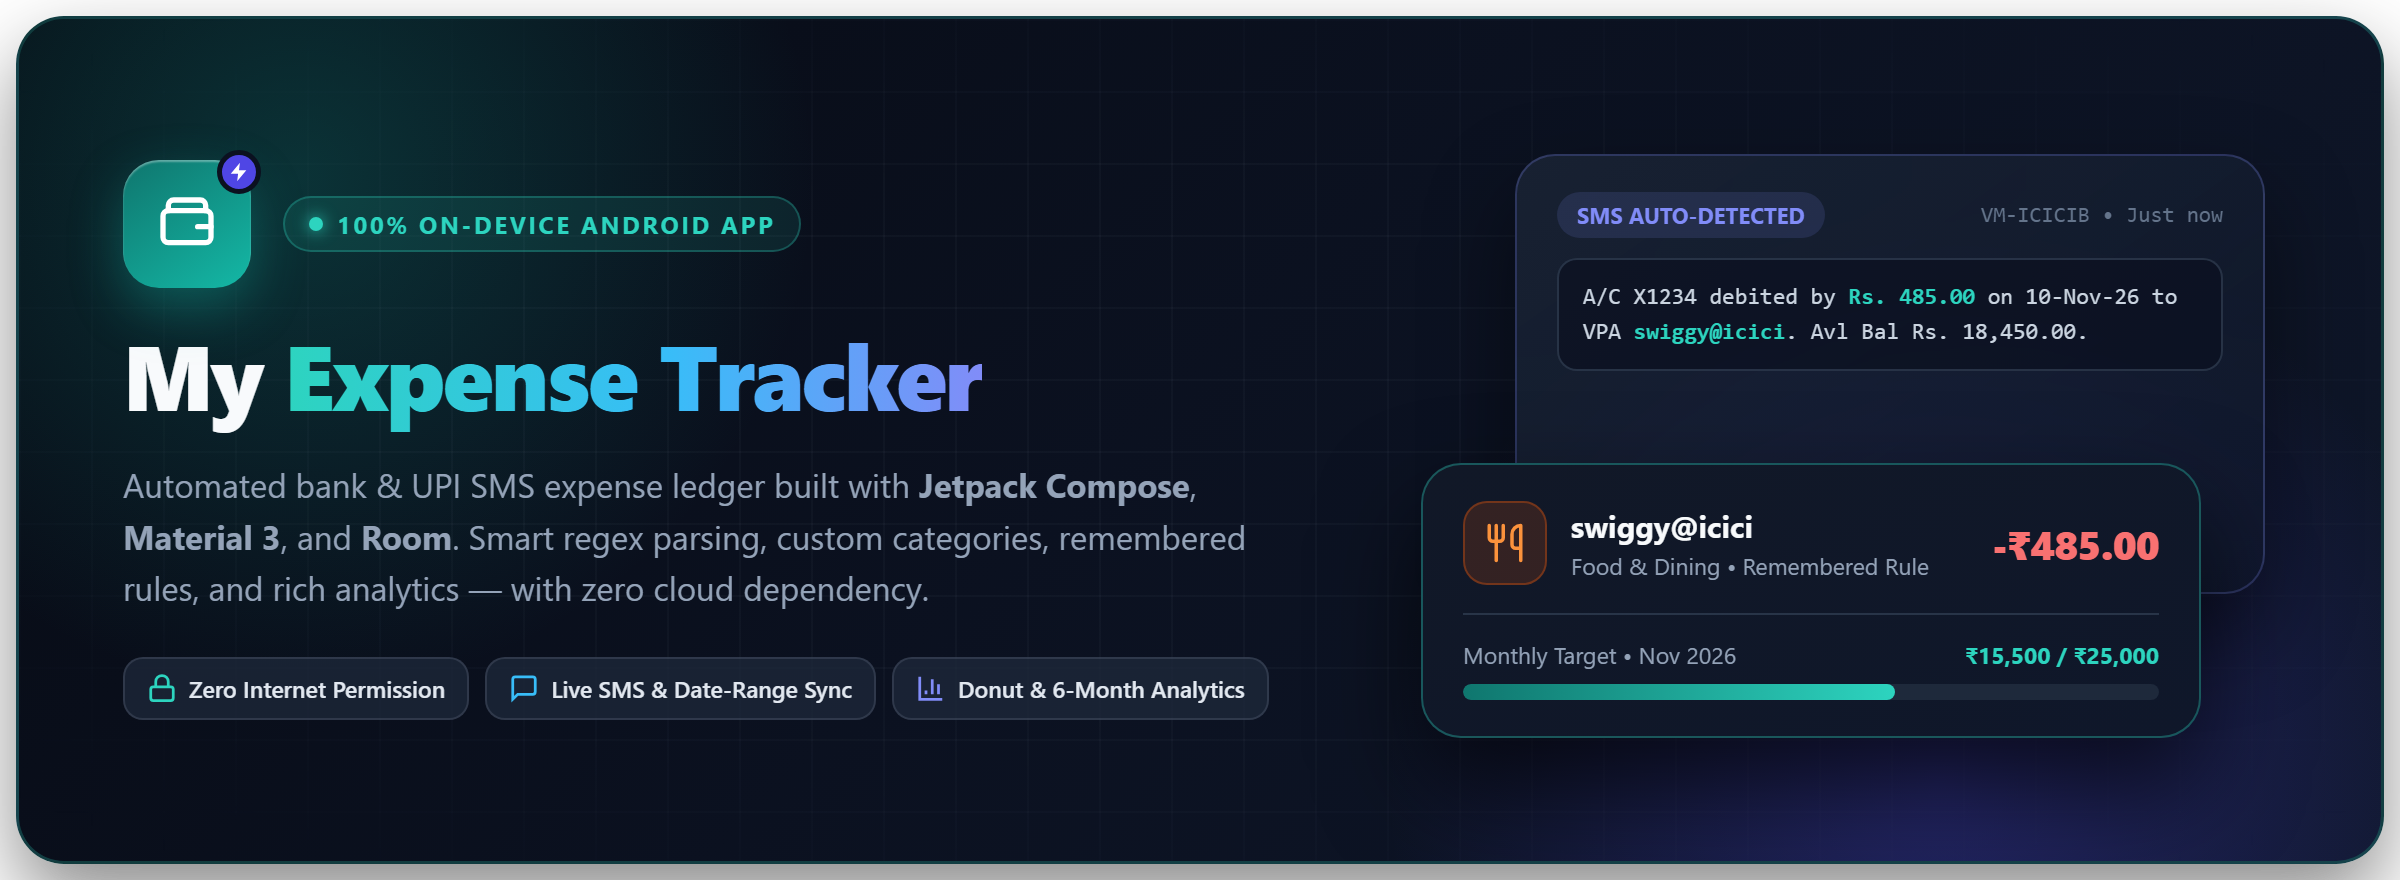 100% ON-DEVICE ANDROID APP
My Expense Tracker
Automated bank & UPI SMS expense ledger built with Jetpack Compose,
Material 3, and Room. Smart regex parsing, custom categories, remembered
rules, and rich analytics — with zero cloud dependency.
Zero Internet Permission
Live SMS & Date-Range Sync
Donut & 6-Month Analytics
SMS AUTO-DETECTED
VM-ICICIB • Just now
A/C X1234 debited by Rs. 485.00 on 10-Nov-26 to
VPA swiggy@icici. Avl Bal Rs. 18,450.00.
swiggy@icici
Food & Dining • Remembered Rule
-₹485.00
Monthly Target • Nov 2026
₹15,500 / ₹25,000